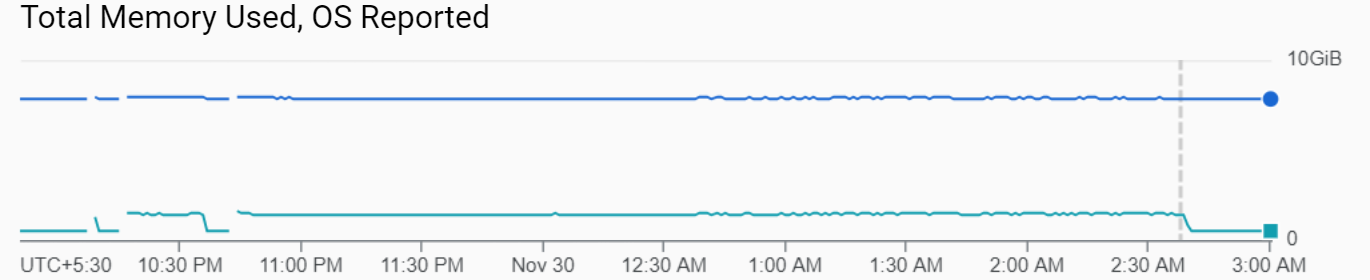 Total Memory Used, OS Reported
10GiB
0
UTC+5:30 10:30 PM 11:00 PM 11:30 PM Nov 30 12:30 AM 1:00 AM 1:30 AM 2:00 AM 2:30 AM 3:00 AM